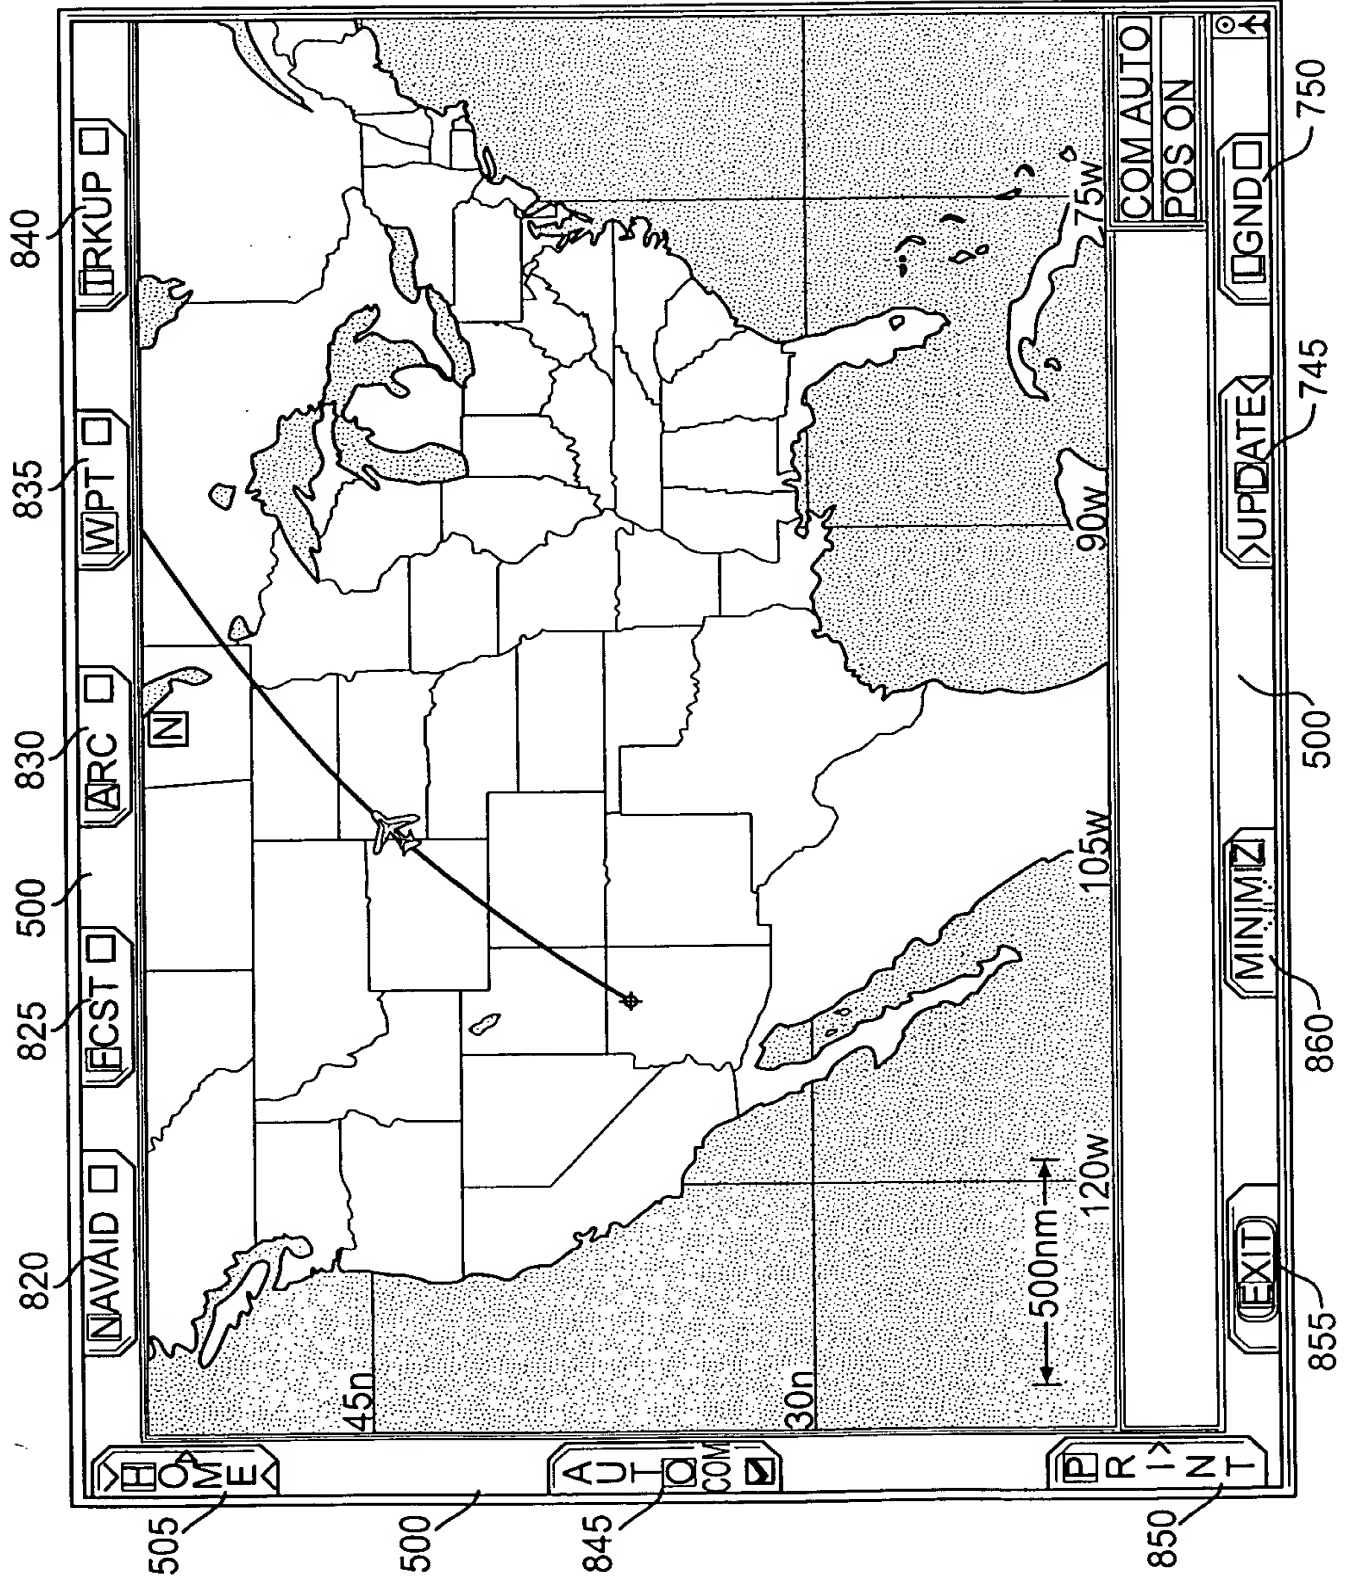 820
825
500
830
835
840
NAVAID
FCST
ARC
WPT
TRKUP
505
HOME
500
845
AUTO
COM
850
PRINT
N
45n
30n
500nm
120w
105w
90w
75w
COM AUTO
POS ON
EXIT
MINIMIZ
UPDATE
LGND
855
860
500
745
750